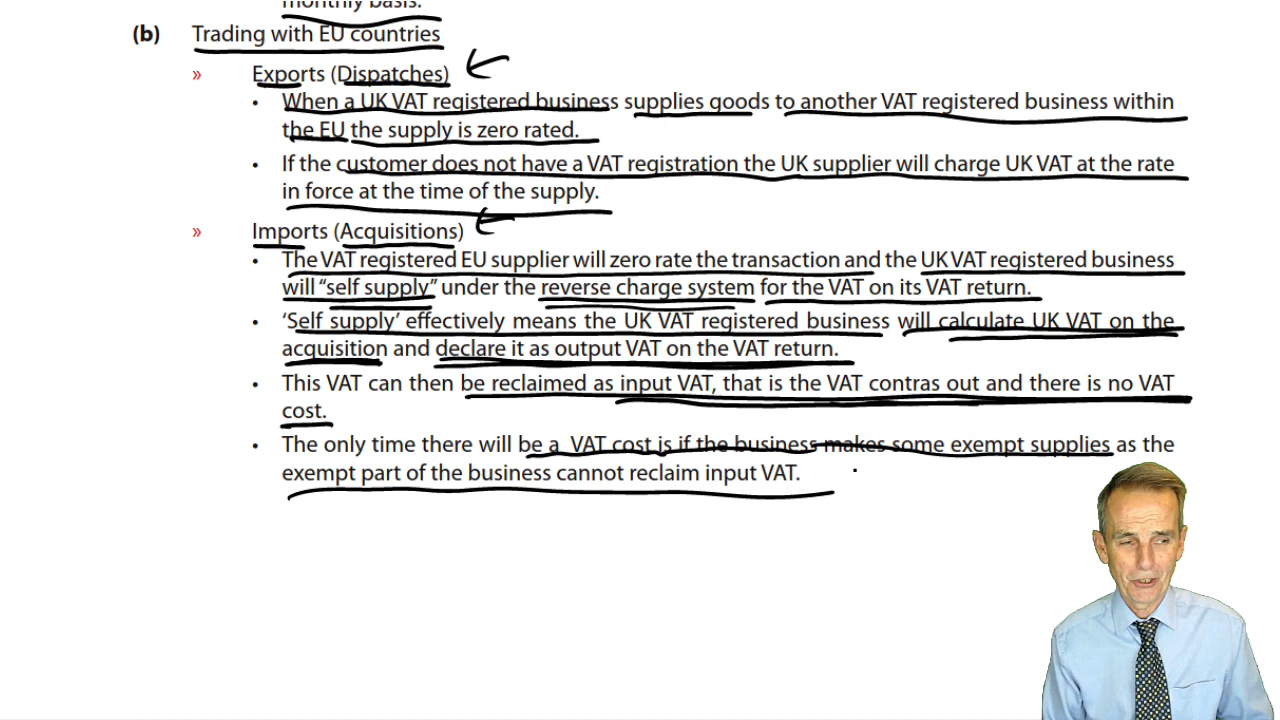 monthly basis.
(b) Trading with EU countries
» Exports (Dispatches)
• When a UK VAT registered business supplies goods to another VAT registered business within
the EU the supply is zero rated.
• If the customer does not have a VAT registration the UK supplier will charge UK VAT at the rate
in force at the time of the supply.
» Imports (Acquisitions)
• The VAT registered EU supplier will zero rate the transaction and the UK VAT registered business
will “self supply” under the reverse charge system for the VAT on its VAT return.
• ‘Self supply’ effectively means the UK VAT registered business will calculate UK VAT on the
acquisition and declare it as output VAT on the VAT return.
• This VAT can then be reclaimed as input VAT, that is the VAT contras out and there is no VAT
cost.
• The only time there will be a VAT cost is if the business makes some exempt supplies as the
exempt part of the business cannot reclaim input VAT.